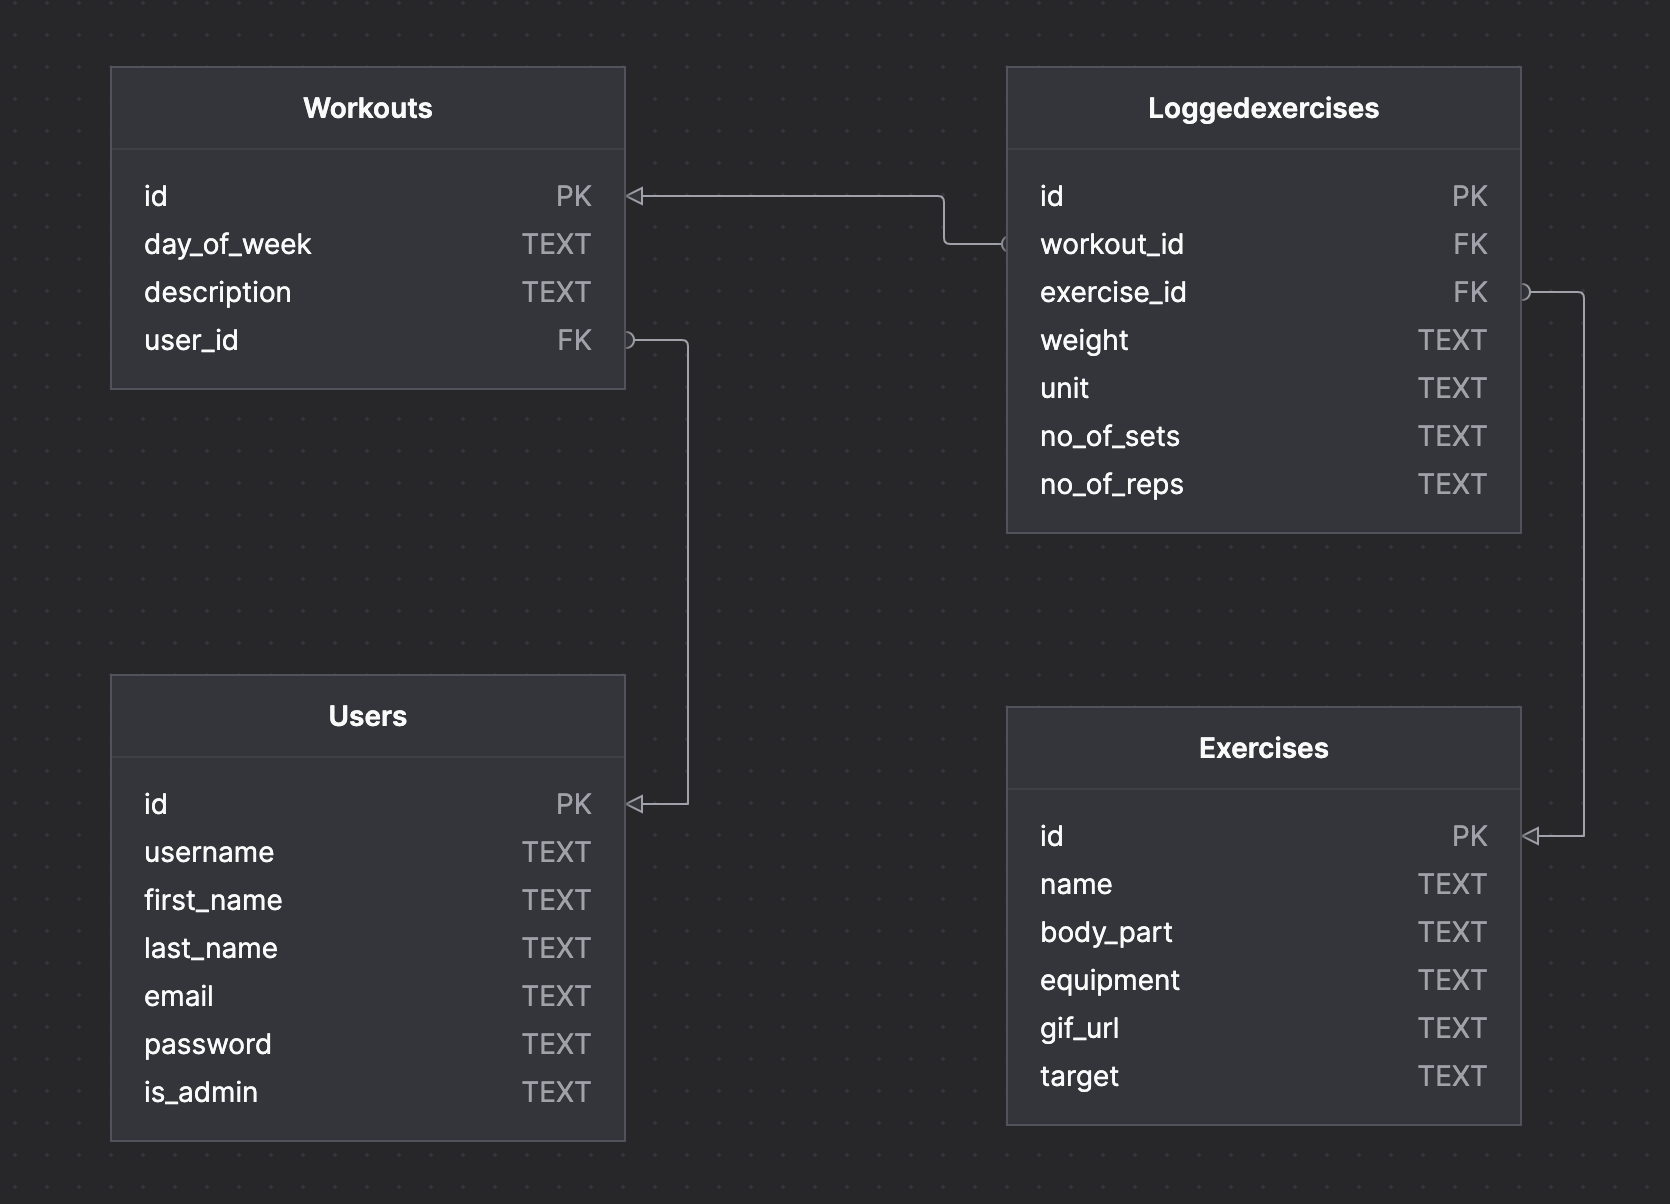 Workouts
id PK
day_of_week TEXT
description TEXT
user_id FK
Loggedexercises
id PK
workout_id FK
exercise_id FK
weight TEXT
unit TEXT
no_of_sets TEXT
no_of_reps TEXT
Users
id PK
username TEXT
first_name TEXT
last_name TEXT
email TEXT
password TEXT
is_admin TEXT
Exercises
id PK
name TEXT
body_part TEXT
equipment TEXT
gif_url TEXT
target TEXT